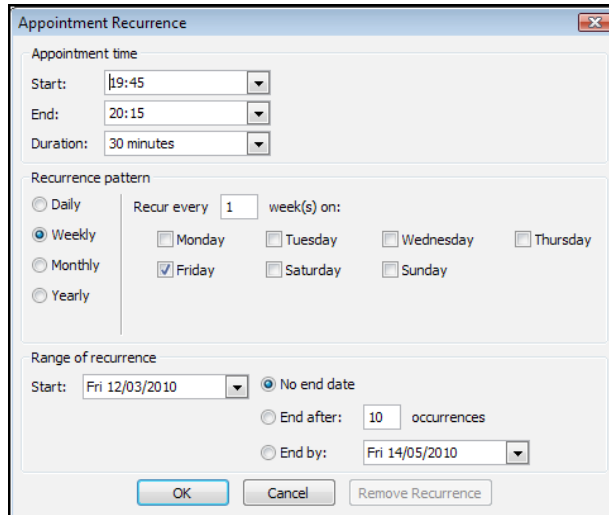 Appointment Recurrence
Appointment time
Start: 19:45
End: 20:15
Duration: 30 minutes
Recurrence pattern
Daily
Recur every 1 week(s) on:
Weekly
Monday Tuesday Wednesday Thursday
Monthly
Friday Saturday Sunday
Yearly
Range of recurrence
Start: Fri 12/03/2010 No end date
End after: 10 occurrences
End by: Fri 14/05/2010
OK Cancel Remove Recurrence